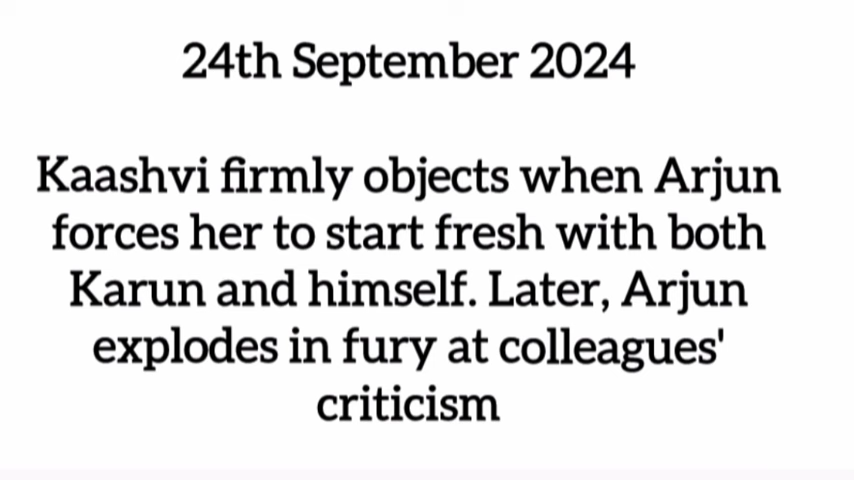 24th September 2024
Kaashvi firmly objects when Arjun
forces her to start fresh with both
Karun and himself. Later, Arjun
explodes in fury at colleagues'
criticism